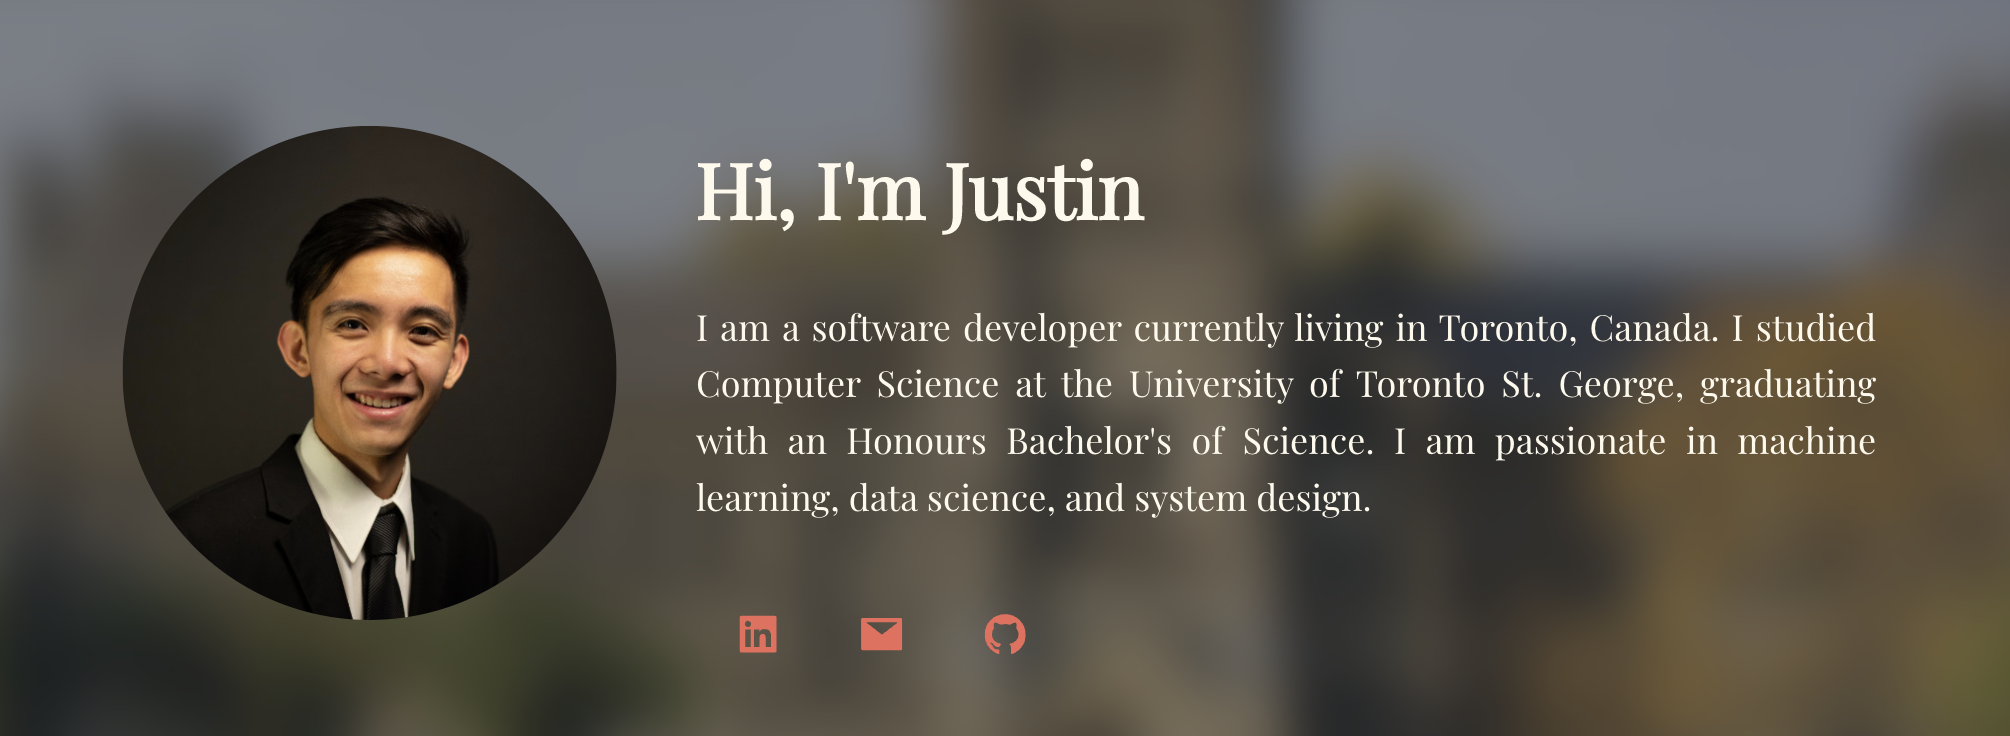 Hi, I'm Justin
I am a software developer currently living in Toronto, Canada. I studied
Computer Science at the University of Toronto St. George, graduating
with an Honours Bachelor's of Science. I am passionate in machine
learning, data science, and system design.
in